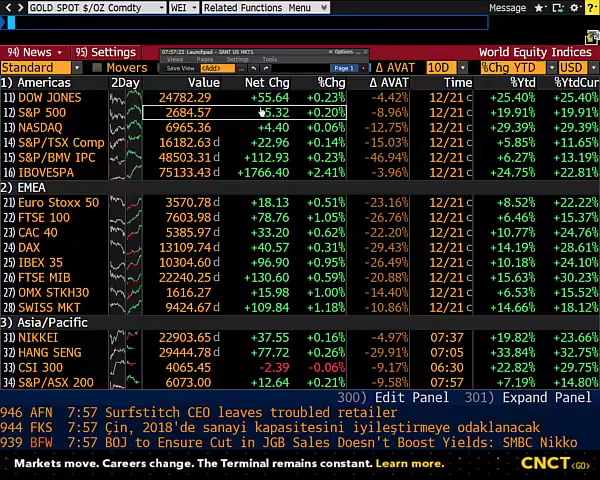 GOLD SPOT $/OZ Comdty WEI Related Functions Menu Message
94) News 95) Settings World Equity Indices
07:57:23 Launchpad - SANT US MKTS Options
Views Pages Settings Tools
Save View <Add> Page 1
Standard Movers Δ AVAT 10D %Chg YTD USD
1) Americas 2Day Value Net Chg %Chg Δ AVAT Time %Ytd %YtdCur
11) DOW JONES 24782.29 +55.64 +0.23% -4.42% 12/21 c +25.40% +25.40%
12) S&P 500 2684.57 +5.32 +0.20% -8.96% 12/21 c +19.91% +19.91%
13) NASDAQ 6965.36 +4.40 +0.06% -12.75% 12/21 c +29.39% +29.39%
14) S&P/TSX Comp 16182.63 d +22.96 +0.14% -15.03% 12/21 c +5.85% +11.65%
15) S&P/BMV IPC 48503.31 d +112.93 +0.23% -46.94% 12/21 c +6.27% +13.19%
16) IBOVESPA 75133.43 d +1766.40 +2.41% -3.96% 12/21 c +24.75% +22.81%
2) EMEA
21) Euro Stoxx 50 3570.78 d +18.13 +0.51% -23.16% 12/21 c +8.52% +22.22%
22) FTSE 100 7603.98 d +78.76 +1.05% -26.76% 12/21 c +6.46% +15.37%
23) CAC 40 5385.97 d +33.20 +0.62% -22.20% 12/21 c +10.77% +24.76%
24) DAX 13109.74 d +40.57 +0.31% -29.43% 12/21 c +14.19% +28.61%
25) IBEX 35 10304.60 d +96.90 +0.95% -26.49% 12/21 c +10.18% +24.10%
26) FTSE MIB 22240.25 d +130.60 +0.59% -20.88% 12/21 c +15.63% +30.23%
27) OMX STKH30 1616.27 d +15.98 +1.00% -14.40% 12/21 c +6.53% +15.52%
28) SWISS MKT 9424.67 d +109.84 +1.18% -10.86% 12/21 c +14.66% +18.12%
3) Asia/Pacific
31) NIKKEI 22903.65 d +37.55 +0.16% -4.97% 07:37 +19.82% +23.66%
32) HANG SENG 29444.78 d +77.72 +0.26% -29.91% 07:05 +33.84% +32.75%
33) CSI 300 4065.45 -2.39 -0.06% -9.17% 06:30 +22.82% +29.75%
34) S&P/ASX 200 6073.00 +12.64 +0.21% -9.58% 07:57 +7.19% +14.80%
300) Edit Panel 301) Expand Panel
946 AFN 7:57 Surfstitch CEO leaves troubled retailer
944 FKS 7:57 Çin, 2018'de sanayi kapasitesini iyileştirmeye odaklanacak
939 BFW 7:57 BOJ to Ensure Cut in JGB Sales Doesn't Boost Yields: SMBC Nikko
Markets move. Careers change. The Terminal remains constant. Learn more. CNCT <GO>